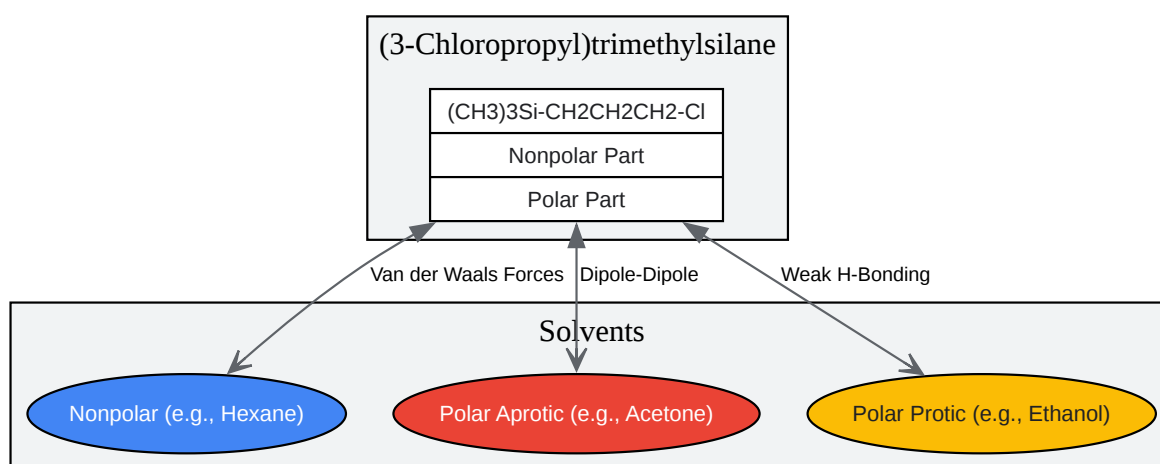 (3-Chloropropyl)trimethylsilane
(CH3)3Si-CH2CH2CH2-Cl
Nonpolar Part
Polar Part
Van der Waals Forces
Dipole-Dipole
Weak H-Bonding
Solvents
Nonpolar (e.g., Hexane)
Polar Aprotic (e.g., Acetone)
Polar Protic (e.g., Ethanol)